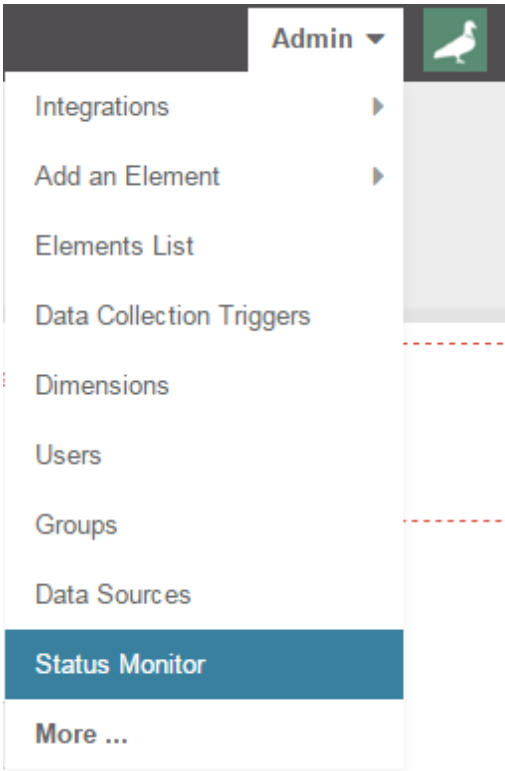 Admin
Integrations
Add an Element
Elements List
Data Collection Triggers
Dimensions
Users
Groups
Data Sources
Status Monitor
More ...